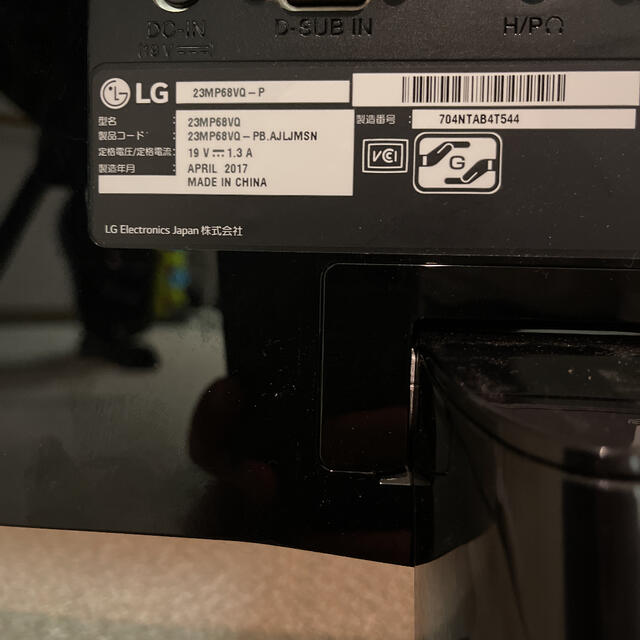 DC-IN
(19 V⎓)
D-SUB IN
H/P
LG
23MP68VQ-P
型名 : 23MP68VQ
製品コード : 23MP68VQ-PB.AJLJMSN
定格電圧/定格電流: 19 V⎓1.3 A
製造年月 APRIL 2017
MADE IN CHINA
製造番号 : 704NTAB4T544
VCCI
G
LG Electronics Japan 株式会社